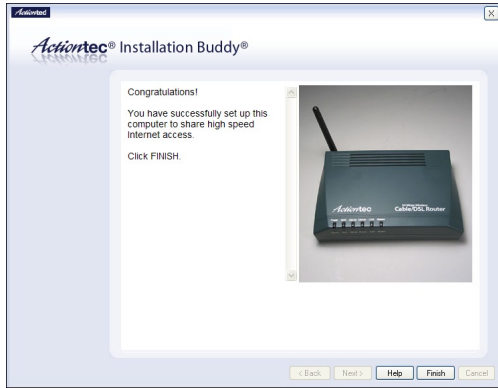 Actiontec
Actiontec® Installation Buddy®
Congratulations!
You have successfully set up this
computer to share high speed
Internet access.
Click FINISH.
Actiontec
Cable/DSL Router
< Back
Next >
Help
Finish
Cancel